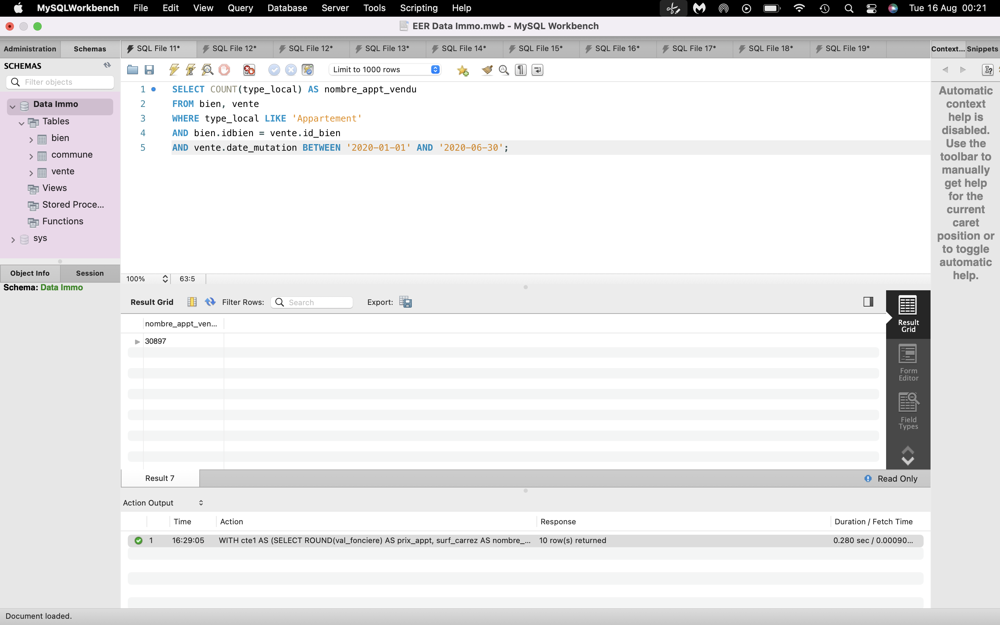 MySQLWorkbench File Edit View Query Database Server Tools Scripting Help Tue 16 Aug 00:21
EER Data Immo.mwb - MySQL Workbench
Administration Schemas SQL File 11* SQL File 12* SQL File 12* SQL File 13* SQL File 14* SQL File 15* SQL File 16* SQL File 17* SQL File 18* SQL File 19* Context... Snippets
SCHEMAS
Filter objects
Data Immo
Tables
bien
commune
vente
Views
Stored Proce...
Functions
sys
Object Info Session
Schema: Data Immo
Limit to 1000 rows
1 SELECT COUNT(type_local) AS nombre_appt_vendu
2 FROM bien, vente
3 WHERE type_local LIKE 'Appartement'
4 AND bien.idbien = vente.id_bien
5 AND vente.date_mutation BETWEEN '2020-01-01' AND '2020-06-30';
100% 63:5
Automatic
context
help is
disabled.
Use the
toolbar to
manually
get help
for the
current
caret
position or
to toggle
automatic
help.
Result Grid Filter Rows: Search Export:
nombre_appt_ven...
30897
Result
Grid
Form
Editor
Field
Types
Result 7 Read Only
Action Output
Time Action Response Duration / Fetch Time
1 16:29:05 WITH cte1 AS (SELECT ROUND(val_fonciere) AS prix_appt, surf_carrez AS nombre_... 10 row(s) returned 0.280 sec / 0.00090...
Document loaded.